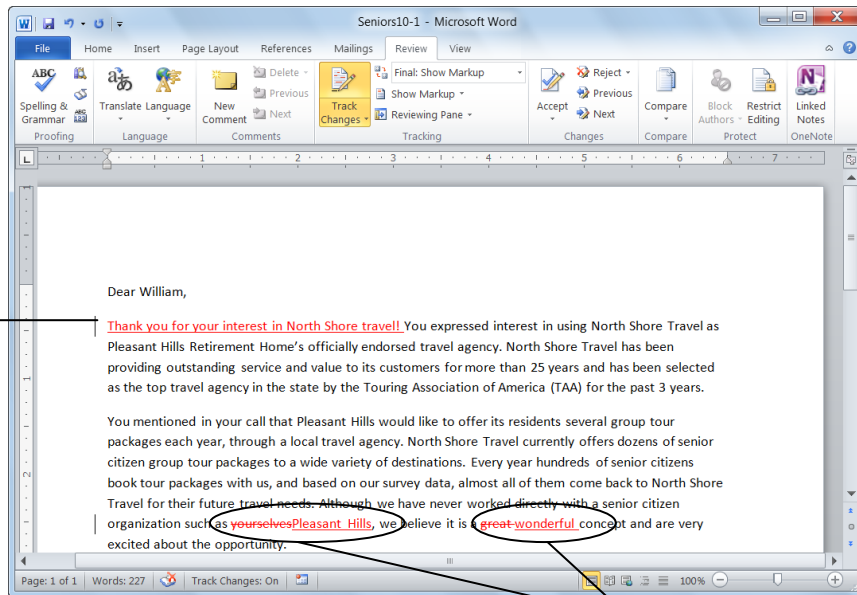 Seniors10-1 - Microsoft Word
File Home Insert Page Layout References Mailings Review View
ABC Spelling & Grammar
Translate Language
New Comment
Delete
Previous
Next
Track Changes
Final: Show Markup
Show Markup
Reviewing Pane
Accept
Reject
Previous
Next
Compare
Block Authors
Restrict Editing
Linked Notes
Proofing Language Comments Tracking Changes Compare Protect OneNote
1 2 3 4 5 6 7
Dear William,
Thank you for your interest in North Shore travel! You expressed interest in using North Shore Travel as
Pleasant Hills Retirement Home’s officially endorsed travel agency. North Shore Travel has been
providing outstanding service and value to its customers for more than 25 years and has been selected
as the top travel agency in the state by the Touring Association of America (TAA) for the past 3 years.
You mentioned in your call that Pleasant Hills would like to offer its residents several group tour
packages each year, through a local travel agency. North Shore Travel currently offers dozens of senior
citizen group tour packages to a wide variety of destinations. Every year hundreds of senior citizens
book tour packages with us, and based on our survey data, almost all of them come back to North Shore
Travel for their future travel needs. Although we have never worked directly with a senior citizen
organization such as yourselvesPleasant Hills, we believe it is a great wonderful concept and are very
excited about the opportunity.
Page: 1 of 1 Words: 227 Track Changes: On 100%